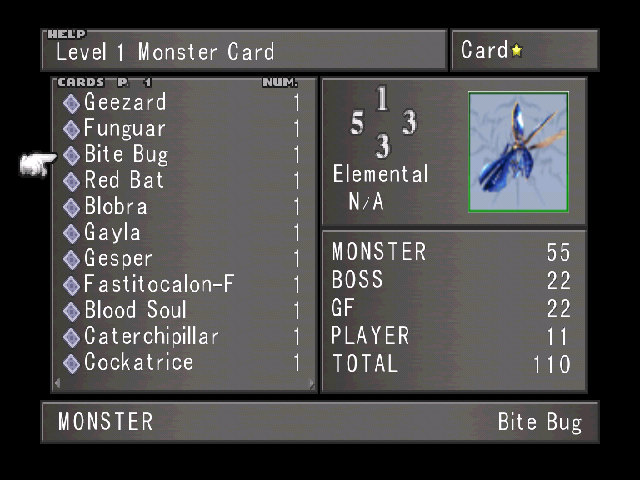 HELP
Level 1 Monster Card
Card★
CARDS P. 1 NUM.
Geezard 1
Funguar 1
Bite Bug 1
Red Bat 1
Blobra 1
Gayla 1
Gesper 1
Fastitocalon-F 1
Blood Soul 1
Caterchipillar 1
Cockatrice 1
1
5 3
3
Elemental
N/A
MONSTER 55
BOSS 22
GF 22
PLAYER 11
TOTAL 110
MONSTER Bite Bug